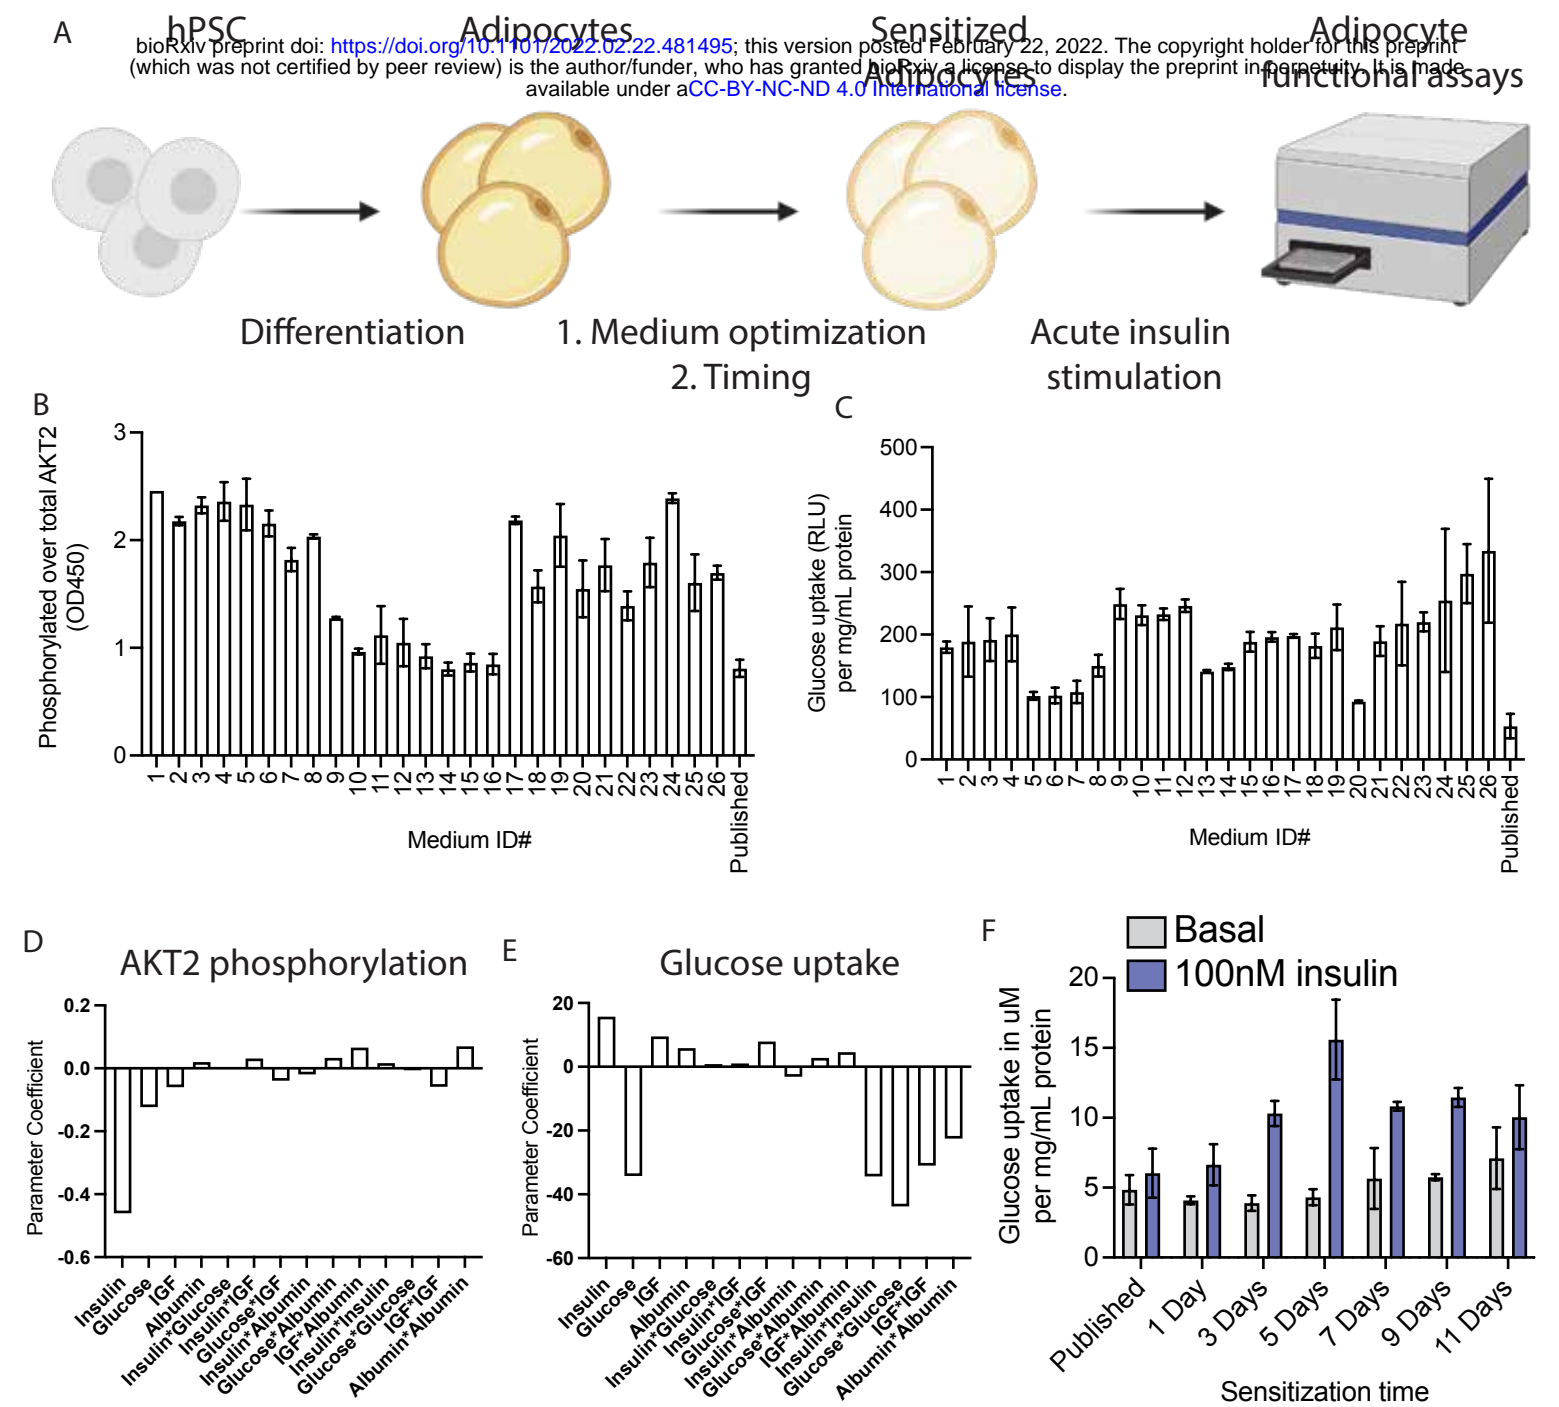 A
hPSC
Adipocytes
Sensitized
Adipocytes
Adipocyte
functional assays
bioRxiv preprint doi: https://doi.org/10.1101/2022.02.22.481495; this version posted February 22, 2022. The copyright holder for this preprint
(which was not certified by peer review) is the author/funder, who has granted bioRxiv a license to display the preprint in perpetuity. It is made
available under aCC-BY-NC-ND 4.0 International license.
Differentiation
1. Medium optimization
2. Timing
Acute insulin
stimulation
B
Phosphorylated over total AKT2
(OD450)
3
2
1
0
1 2 3 4 5 6 7 8 9 10 11 12 13 14 15 16 17 18 19 20 21 22 23 24 25 26 Published
Medium ID#
C
Glucose uptake (RLU)
per mg/mL protein
500
400
300
200
100
0
1 2 3 4 5 6 7 8 9 10 11 12 13 14 15 16 17 18 19 20 21 22 23 24 25 26 Published
Medium ID#
D
AKT2 phosphorylation
Parameter Coefficient
0.2
0.0
-0.2
-0.4
-0.6
Insulin
Glucose
IGF
Albumin
Insulin*Glucose
Insulin*IGF
Glucose*IGF
Insulin*Albumin
Glucose*Albumin
IGF*Albumin
Insulin*Insulin
Glucose*Glucose
IGF*IGF
Albumin*Albumin
E
Glucose uptake
Parameter Coefficient
20
0
-20
-40
-60
Insulin
Glucose
IGF
Albumin
Insulin*Glucose
Insulin*IGF
Glucose*IGF
Insulin*Albumin
Glucose*Albumin
IGF*Albumin
Insulin*Insulin
Glucose*Glucose
IGF*IGF
Albumin*Albumin
F
Basal
100nM insulin
Glucose uptake in uM
per mg/mL protein
20
15
10
5
0
Published
1 Day
3 Days
5 Days
7 Days
9 Days
11 Days
Sensitization time